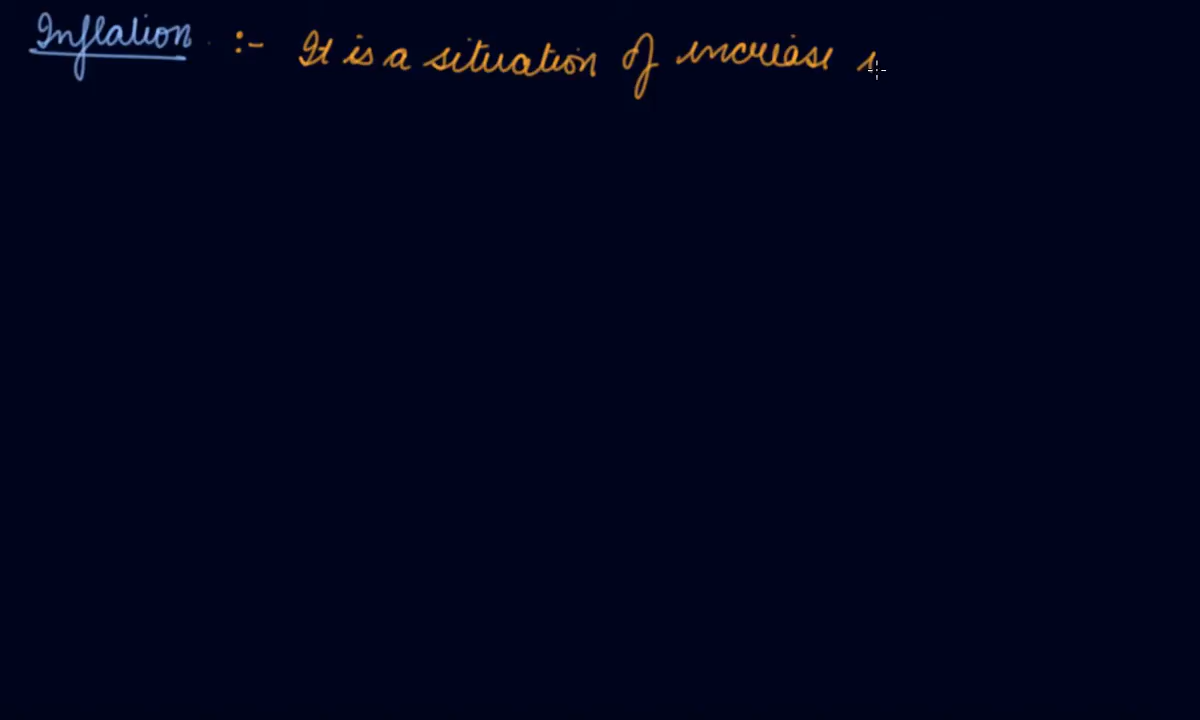 Inflation :- It is a situation of increase